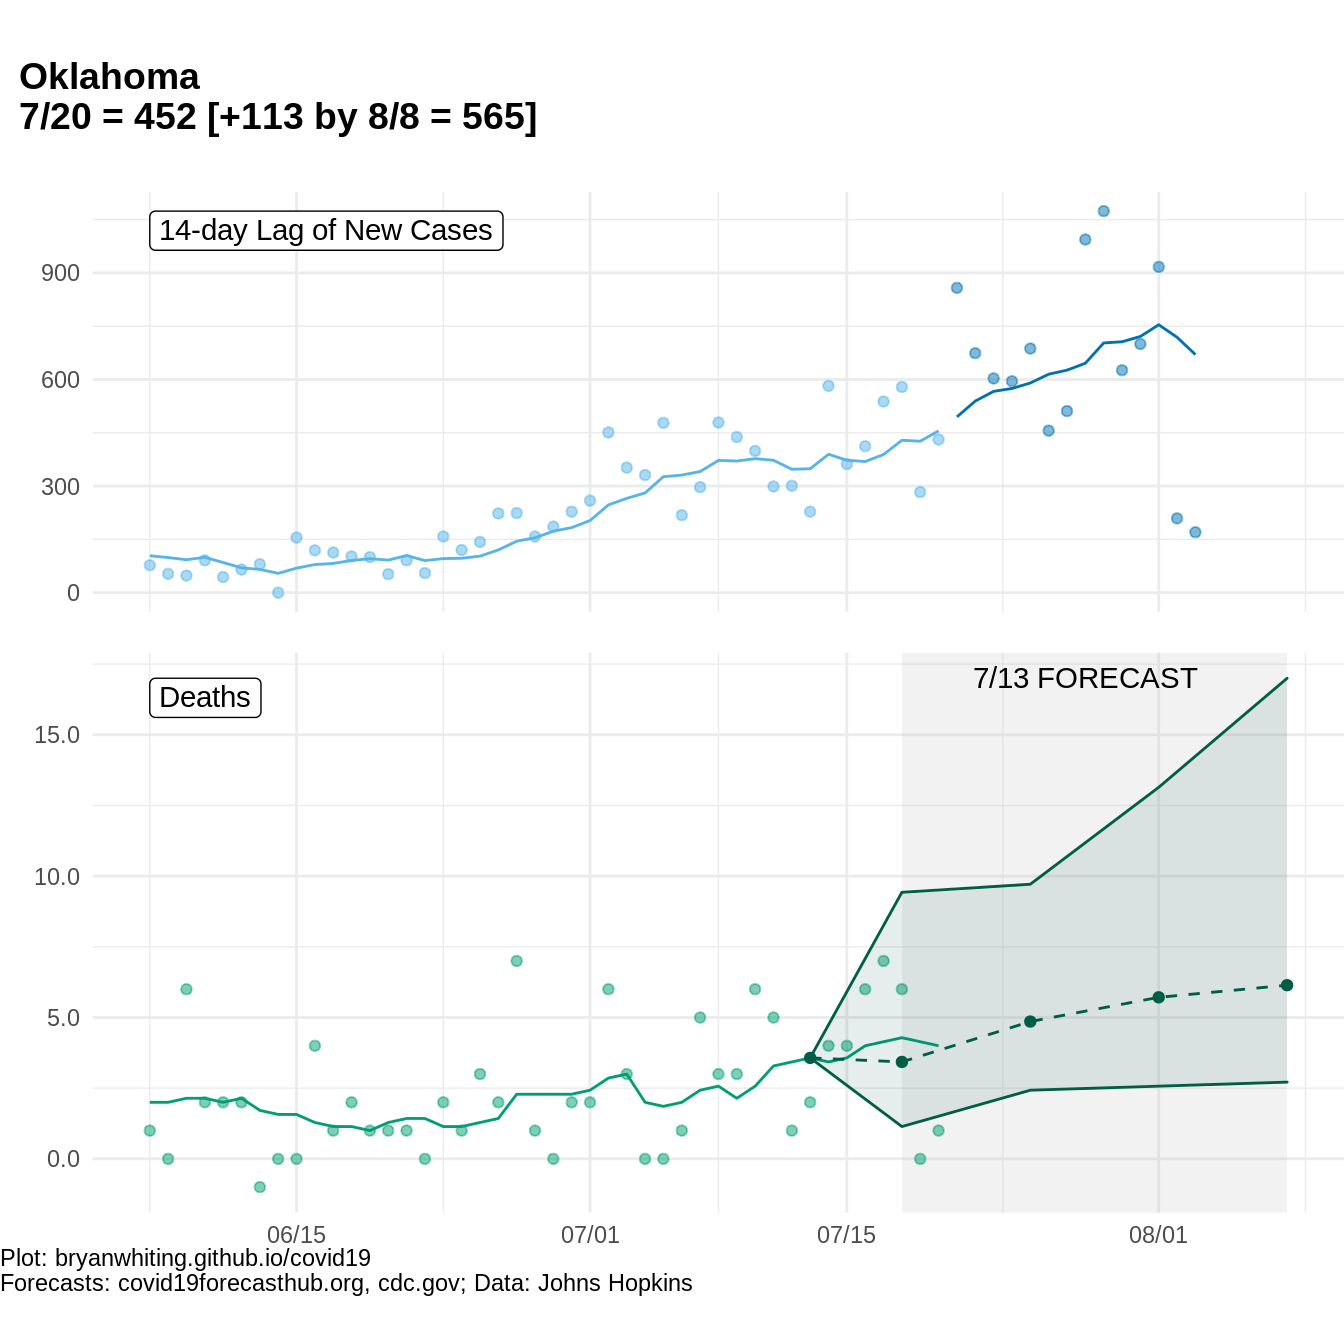 Oklahoma
7/20 = 452 [+113 by 8/8 = 565]
14-day Lag of New Cases
900
600
300
0
7/13 FORECAST
Deaths
15.0
10.0
5.0
0.0
06/15
07/01
07/15
08/01
Plot: bryanwhiting.github.io/covid19
Forecasts: covid19forecasthub.org, cdc.gov; Data: Johns Hopkins